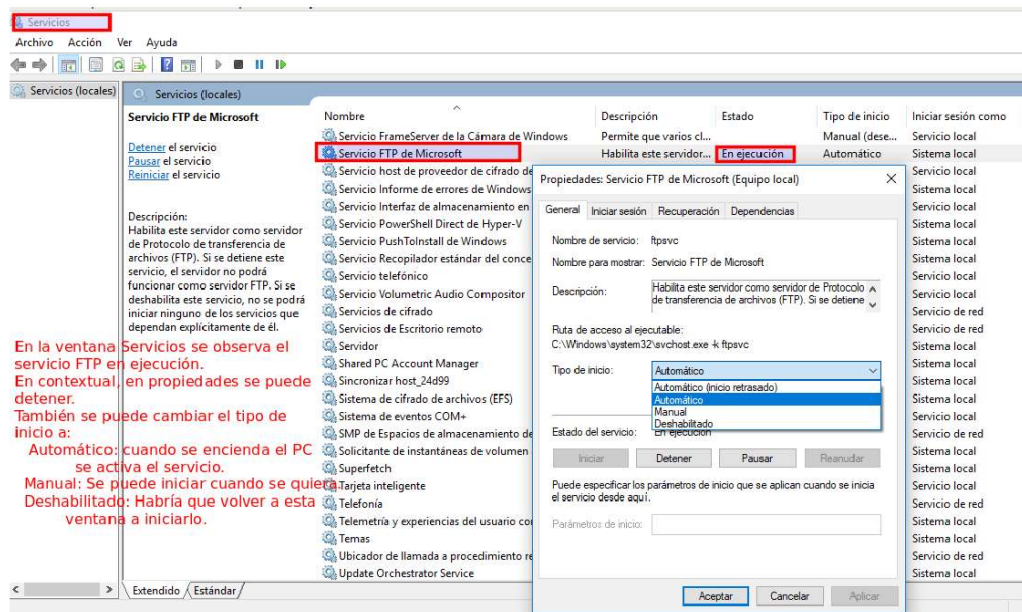 Servicios
Archivo Acción Ver Ayuda
Servicios (locales)
Servicios (locales)
Servicio FTP de Microsoft
Detener el servicio
Pausar el servicio
Reiniciar el servicio
Descripción:
Habilita este servidor como servidor
de Protocolo de transferencia de
archivos (FTP). Si se detiene este
servicio, el servidor no podrá
funcionar como servidor FTP. Si se
deshabilita este servicio, no se podrá
iniciar ninguno de los servicios que
dependan explícitamente de él.
En la ventana Servicios se observa el
servicio FTP en ejecución.
En contextual, en propiedades se puede
detener.
También se puede cambiar el tipo de
inicio a:
Automático: cuando se encienda el PC
se activa el servicio.
Manual: Se puede iniciar cuando se quiera.
Deshabilitado: Habría que volver a esta
ventana a iniciarlo.
Nombre Descripción Estado Tipo de inicio Iniciar sesión como
Servicio FrameServer de la Cámara de Windows Permite que varios cl... Manual (dese... Servicio local
Servicio FTP de Microsoft Habilita este servidor... En ejecución Automático Sistema local
Servicio host de proveedor de cifrado de Servicio local
Servicio Informe de errores de Windows Sistema local
Servicio Interfaz de almacenamiento en Sistema local
Servicio PowerShell Direct de Hyper-V Sistema local
Servicio PushToInstall de Windows Sistema local
Servicio Recopilador estándar del conce Sistema local
Servicio telefónico Servicio local
Servicio Volumetric Audio Compositor Servicio local
Servicios de cifrado Servicio de red
Servicios de Escritorio remoto Servicio de red
Servidor Sistema local
Shared PC Account Manager Sistema local
Sincronizar host_24d99 Sistema local
Sistema de cifrado de archivos (EFS) Sistema local
Sistema de eventos COM+ Servicio local
SMP de Espacios de almacenamiento de Servicio de red
Solicitante de instantáneas de volumen Sistema local
Superfetch Sistema local
Tarjeta inteligente Servicio local
Telefonía Servicio de red
Telemetría y experiencias del usuario co Sistema local
Temas Sistema local
Ubicador de llamada a procedimiento re Servicio de red
Update Orchestrator Service Sistema local
Extendido Estándar
Propiedades: Servicio FTP de Microsoft (Equipo local)
General Iniciar sesión Recuperación Dependencias
Nombre de servicio: ftpsvc
Nombre para mostrar: Servicio FTP de Microsoft
Descripción: Habilita este servidor como servidor de Protocolo
de transferencia de archivos (FTP). Si se detiene
Ruta de acceso al ejecutable:
C:\Windows\system32\svchost.exe -k ftpsvc
Tipo de inicio: Automático
Automático (inicio retrasado)
Automático
Manual
Deshabilitado
Estado del servicio: En ejecución
Iniciar Detener Pausar Reanudar
Puede especificar los parámetros de inicio que se aplican cuando se inicia
el servicio desde aquí.
Parámetros de inicio:
Aceptar Cancelar Aplicar